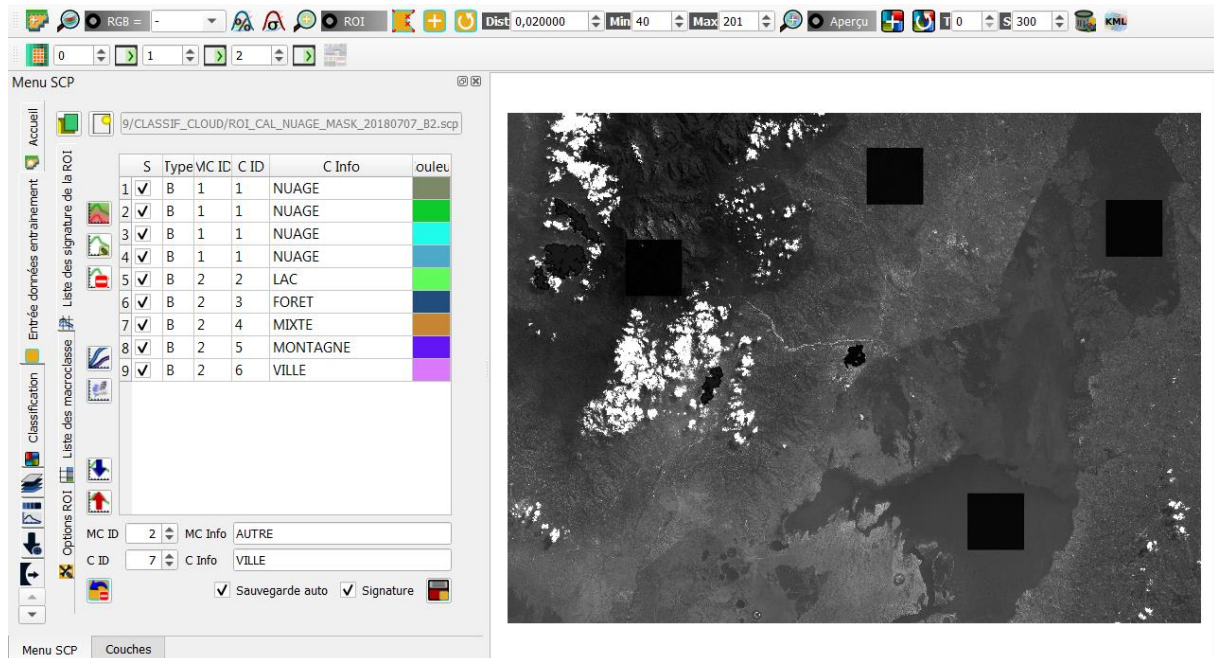 RGB = - ROI Dist 0,020000 Min 40 Max 201 Aperçu T 0 S 300 KML
0 1 2
Menu SCP
9/CLASSIF_CLOUD/ROI_CAL_NUAGE_MASK_20180707_B2.scp
S Type MC ID C ID C Info ouleu
1 B 1 1 NUAGE
2 B 1 1 NUAGE
3 B 1 1 NUAGE
4 B 1 1 NUAGE
5 B 2 2 LAC
6 B 2 3 FORET
7 B 2 4 MIXTE
8 B 2 5 MONTAGNE
9 B 2 6 VILLE
Accueil
Entrée données entrainement
Classification
Liste des signature de la ROI
Liste des macroclasse
Options ROI
MC ID 2 MC Info AUTRE
C ID 7 C Info VILLE
Sauvegarde auto Signature
Menu SCP Couches